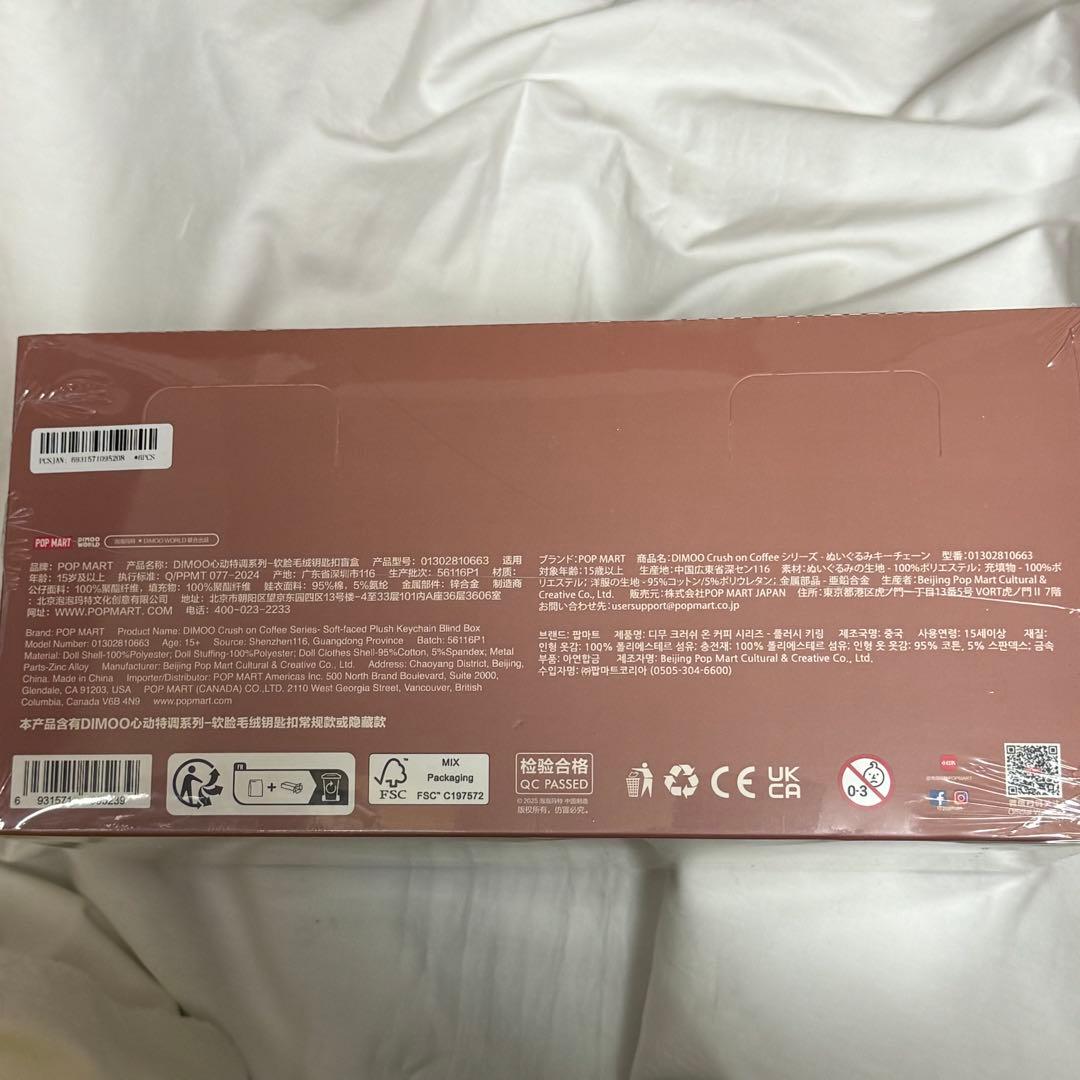 PCSJAN: 6931571095208 *6PCS
POP MART DIMOO WORLD 泡泡玛特 × DIMOO WORLD 联合出品
品牌：POP MART 产品名称：DIMOO心动特调系列-软脸毛绒钥匙扣盲盒 产品型号：01302810663 适用
年龄：15岁及以上 执行标准：Q/PPMT 077-2024 产地：广东省深圳市116 生产批次：56116P1 材质：
公仔面料：100%聚酯纤维，填充物：100%聚酯纤维 娃衣面料：95%棉，5%氨纶 金属部件：锌合金 制造商
：北京泡泡玛特文化创意有限公司 地址：北京市朝阳区望京东园四区13号楼-4至33层101内A座36层3606室
网址：WWW.POPMART.COM 电话：400-023-2233
Brand: POP MART Product Name: DIMOO Crush on Coffee Series- Soft-faced Plush Keychain Blind Box
Model Number: 01302810663 Age: 15+ Source: Shenzhen116, Guangdong Province Batch: 56116P1
Material: Doll Shell-100%Polyester; Doll Stuffing-100%Polyester; Doll Clothes Shell-95%Cotton, 5%Spandex; Metal
Parts-Zinc Alloy Manufacturer: Beijing Pop Mart Cultural & Creative Co., Ltd. Address: Chaoyang District, Beijing,
China. Made in China Importer/Distributor: POP MART Americas Inc. 500 North Brand Boulevard, Suite 2000,
Glendale, CA 91203, USA POP MART (CANADA) CO.,LTD. 2110 West Georgia Street, Vancouver, British
Columbia, Canada V6B 4N9 www.popmart.com
本产品含有DIMOO心动特调系列-软脸毛绒钥匙扣常规款或隐藏款
ブランド：POP MART 商品名：DIMOO Crush on Coffee シリーズ - ぬいぐるみキーチェーン 型番：01302810663
対象年齢：15歳以上 生産地：中国広東省深セン116 素材：ぬいぐるみの生地 - 100%ポリエステル；充填物 - 100%ポ
リエステル；洋服の生地 - 95%コットン/5%ポリウレタン；金属部品 - 亜鉛合金 生産者：Beijing Pop Mart Cultural &
Creative Co., Ltd. 販売元：株式会社POP MART JAPAN 住所：東京都港区虎ノ門一丁目13番5号 VORT虎ノ門Ⅱ 7階
お問い合わせ先：usersupport@popmart.co.jp
브랜드: 팝마트 제품명: 디무 크러쉬 온 커피 시리즈 - 플러시 키링 제조국명: 중국 사용연령: 15세이상 재질:
인형 옷감: 100% 폴리에스테르 섬유; 충전재: 100% 폴리에스테르 섬유; 인형 옷 옷감: 95% 코튼, 5% 스판덱스; 금속
부품: 아연합금 제조자명: Beijing Pop Mart Cultural & Creative Co., Ltd.
수입자명: ㈜팝마트코리아 (0505-304-6600)
FR
FSC
MIX
Packaging
FSC™ C197572
检验合格
QC PASSED
© 2025 泡泡玛特 中国制造
版权所有，仿冒必究。
CE
UK
CA
0-3
小红书